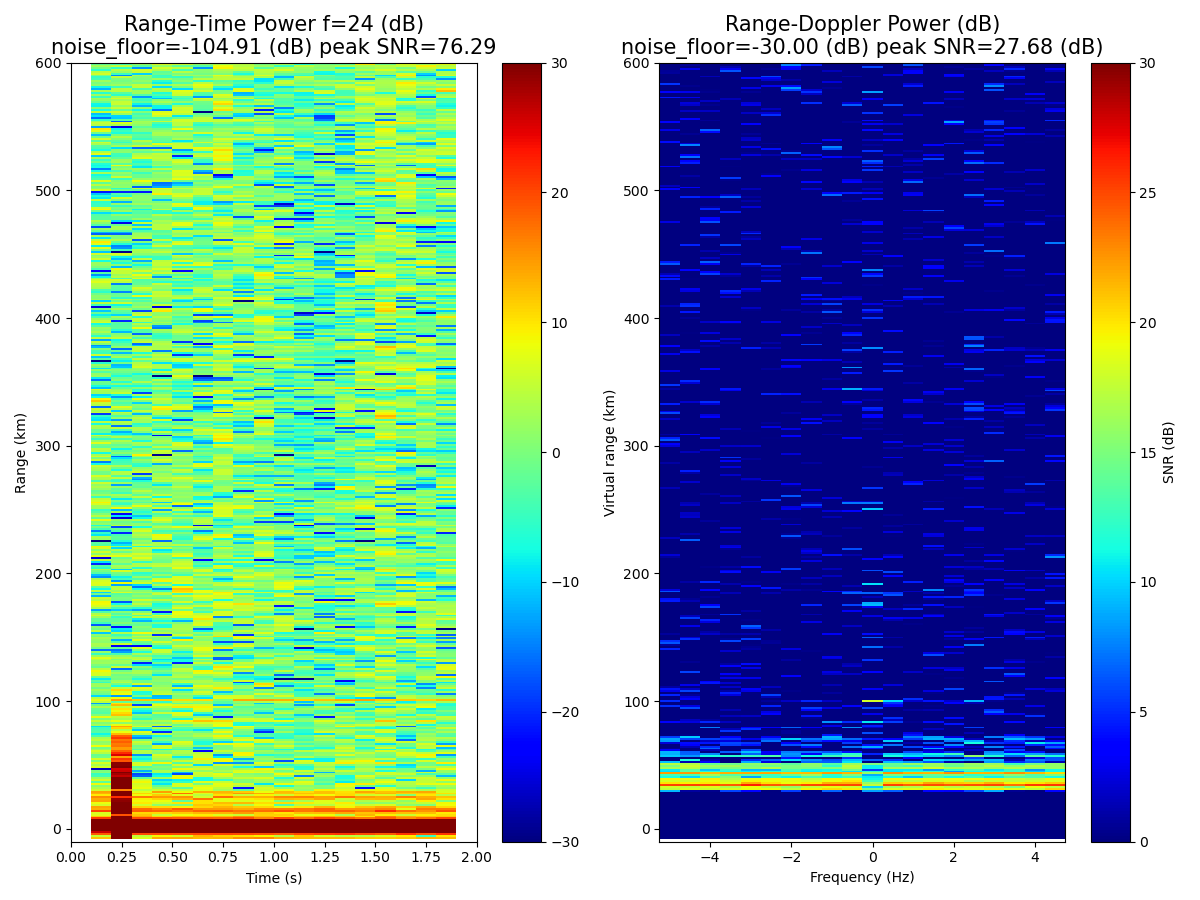 Range-Time Power f=24 (dB)
noise_floor=-104.91 (dB) peak SNR=76.29
600
500
400
300
200
100
0
Range (km)
0.00 0.25 0.50 0.75 1.00 1.25 1.50 1.75 2.00
Time (s)
30
20
10
0
−10
−20
−30
Range-Doppler Power (dB)
noise_floor=-30.00 (dB) peak SNR=27.68 (dB)
600
500
400
300
200
100
0
Virtual range (km)
−4 −2 0 2 4
Frequency (Hz)
30
25
20
15
10
5
0
SNR (dB)